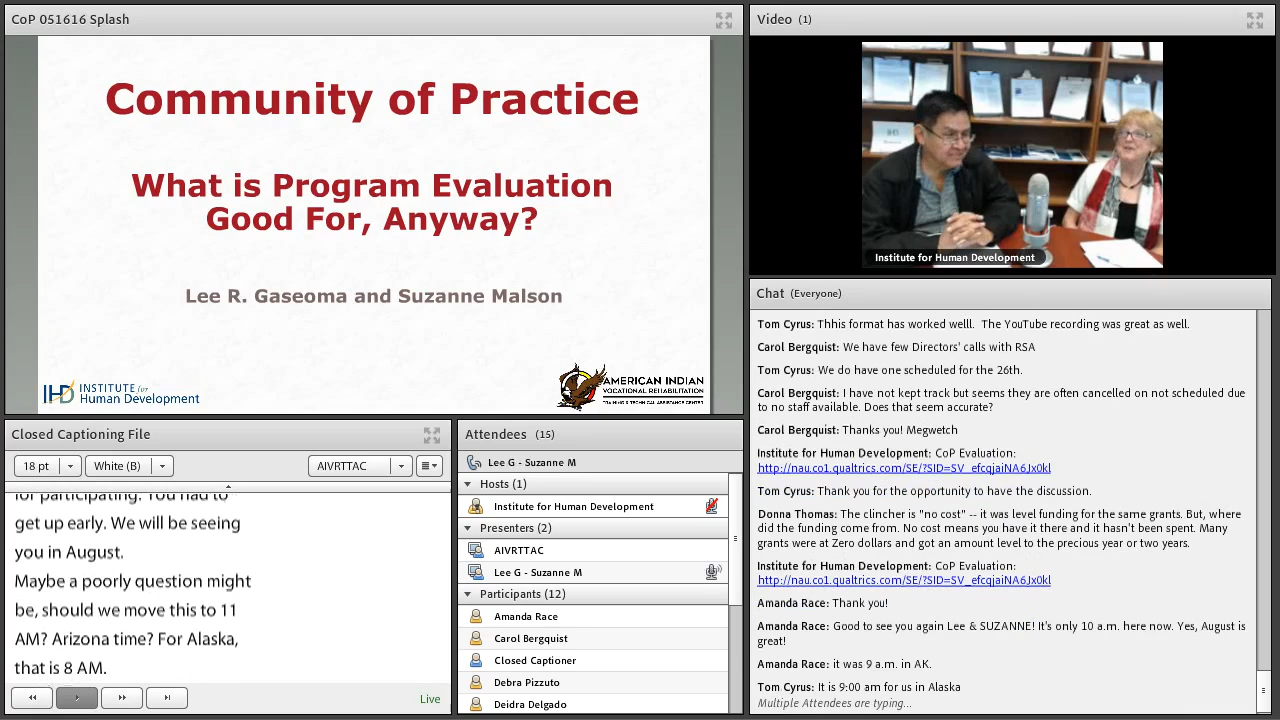 CoP 051616 Splash
Community of Practice
What is Program Evaluation
Good For, Anyway?
Lee R. Gaseoma and Suzanne Malson
IHD INSTITUTE for
Human Development
AMERICAN INDIAN
VOCATIONAL REHABILITATION
TRAINING & TECHNICAL ASSISTANCE CENTER
Video (1)
IHD
Institute for Human Development
Chat (Everyone)
Tom Cyrus: Thhis format has worked welll. The YouTube recording was great as well.
Carol Bergquist: We have few Directors' calls with RSA
Tom Cyrus: We do have one scheduled for the 26th.
Carol Bergquist: I have not kept track but seems they are often cancelled on not scheduled due
to no staff available. Does that seem accurate?
Carol Bergquist: Thanks you! Megwetch
Institute for Human Development: CoP Evaluation:
http://nau.co1.qualtrics.com/SE/?SID=SV_efcqjaiNA6Jx0kl
Tom Cyrus: Thank you for the opportunity to have the discussion.
Donna Thomas: The clincher is "no cost" -- it was level funding for the same grants. But, where
did the funding come from. No cost means you have it there and it hasn't been spent. Many
grants were at Zero dollars and got an amount level to the precious year or two years.
Institute for Human Development: CoP Evaluation:
http://nau.co1.qualtrics.com/SE/?SID=SV_efcqjaiNA6Jx0kl
Amanda Race: Thank you!
Amanda Race: Good to see you again Lee & SUZANNE! It's only 10 a.m. here now. Yes, August is
great!
Amanda Race: it was 9 a.m. in AK.
Tom Cyrus: It is 9:00 am for us in Alaska
Multiple Attendees are typing...
Closed Captioning File
18 pt
White (B)
AIVRTTAC
for participating. You had to
get up early. We will be seeing
you in August.
Maybe a poorly question might
be, should we move this to 11
AM? Arizona time? For Alaska,
that is 8 AM.
Live
Attendees (15)
Lee G - Suzanne M
Hosts (1)
Institute for Human Development
Presenters (2)
AIVRTTAC
Lee G - Suzanne M
Participants (12)
Amanda Race
Carol Bergquist
Closed Captioner
Debra Pizzuto
Deidra Delgado